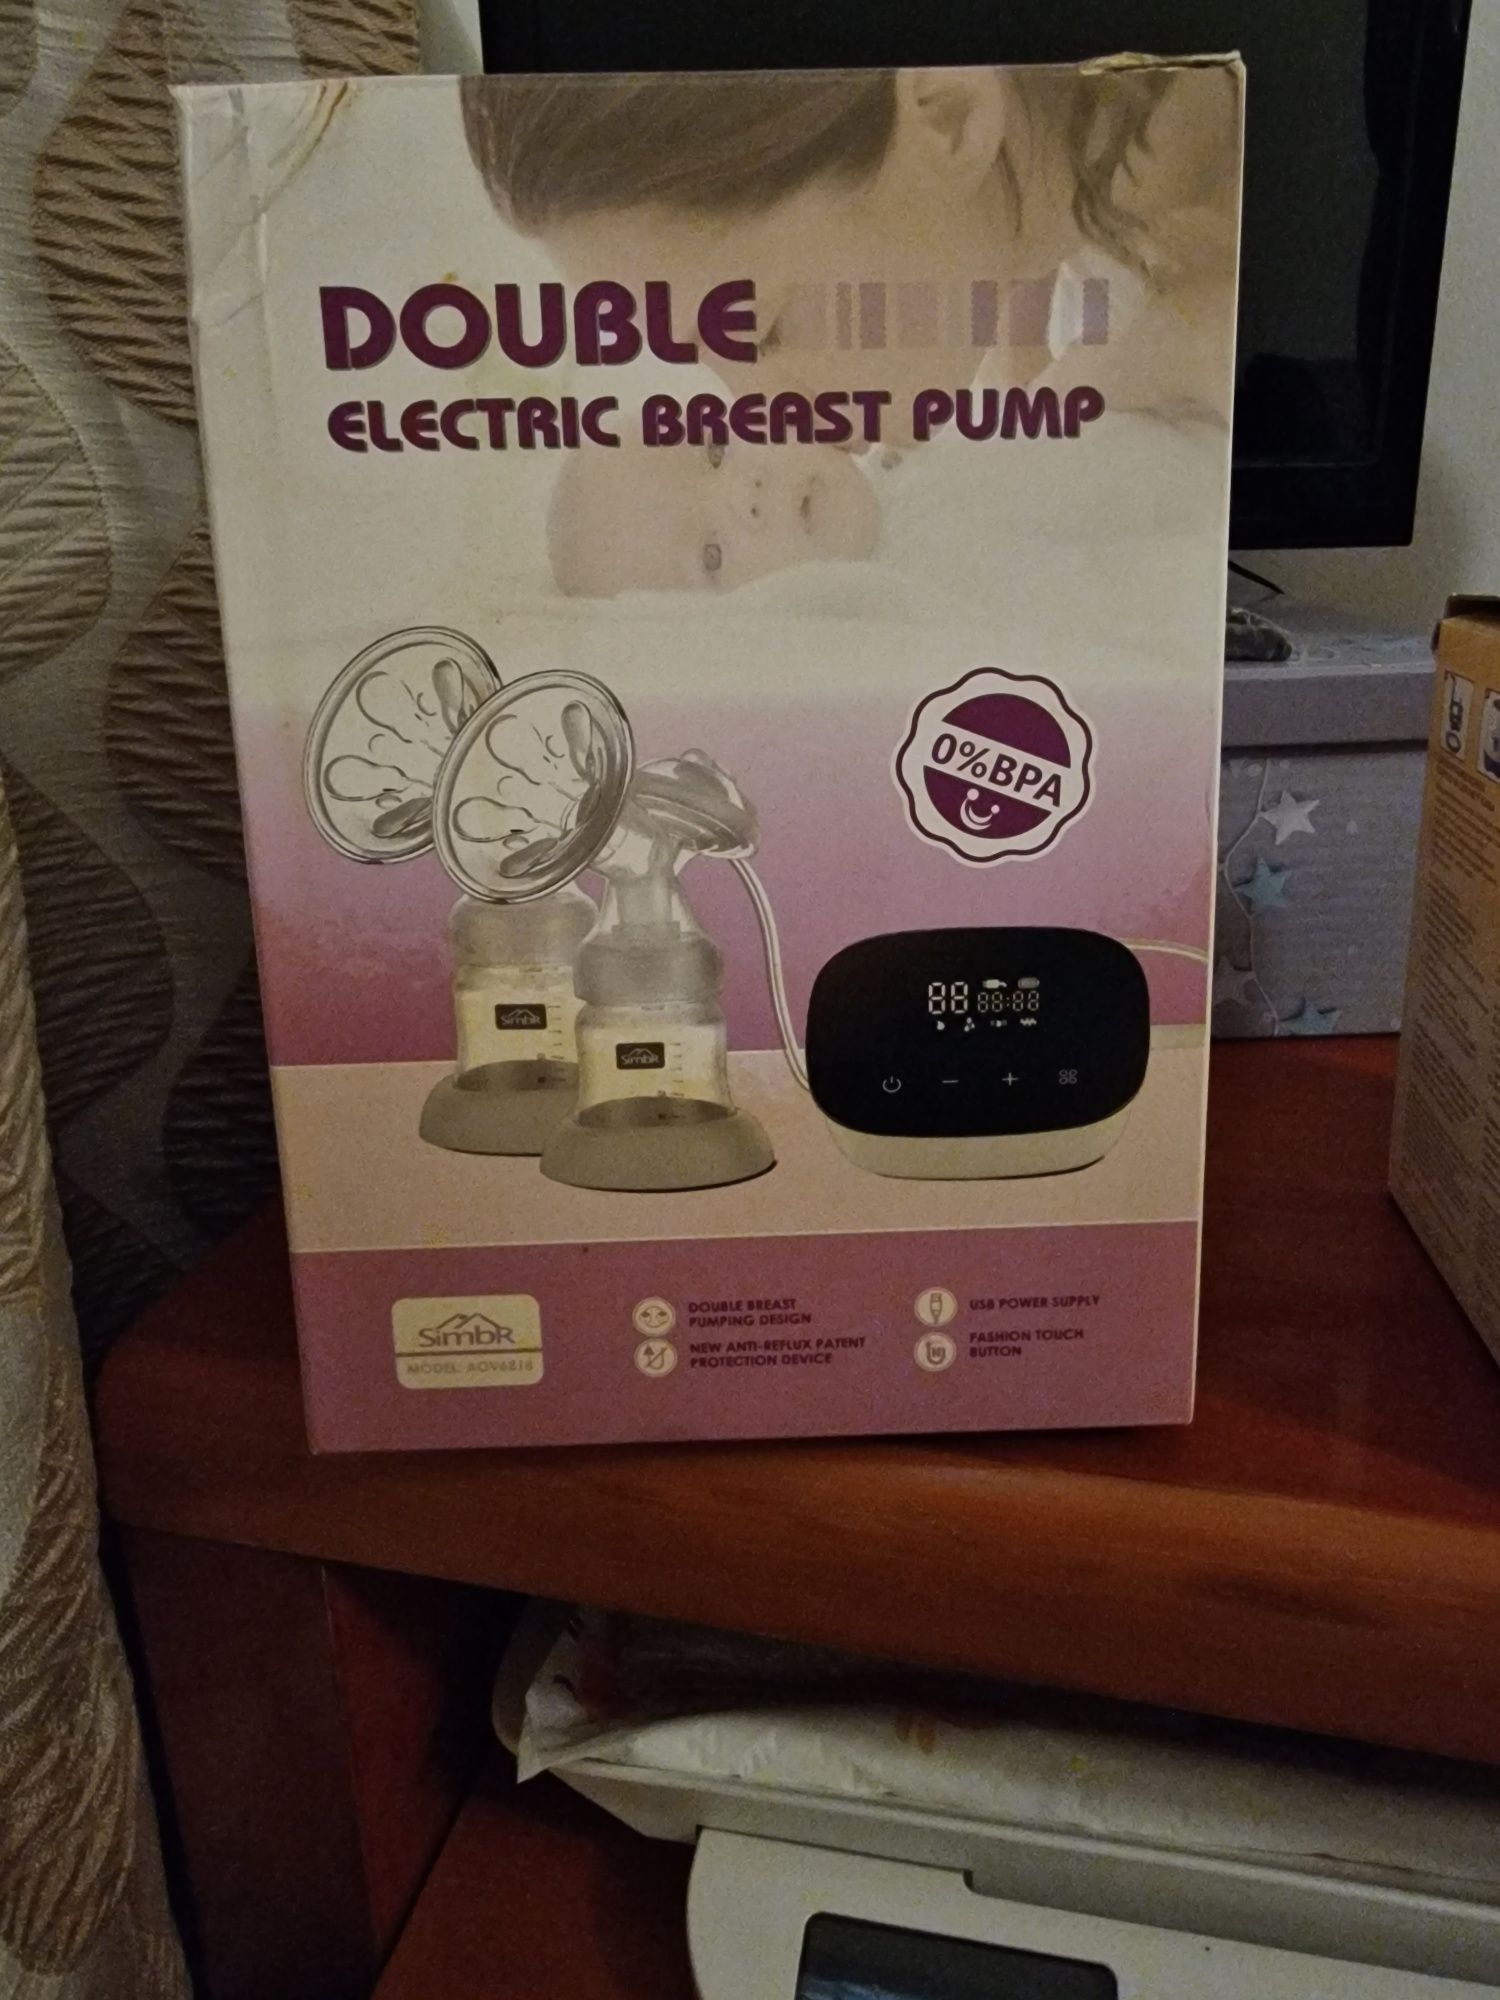 DOUBLE
ELECTRIC BREAST PUMP
0%BPA
88 88:88
SimbR
SimbR
SimbR
DOUBLE BREAST
PUMPING DESIGN
NEW ANTI-REFLUX PATENT
PROTECTION DEVICE
USB POWER SUPPLY
FASHION TOUCH
BUTTON